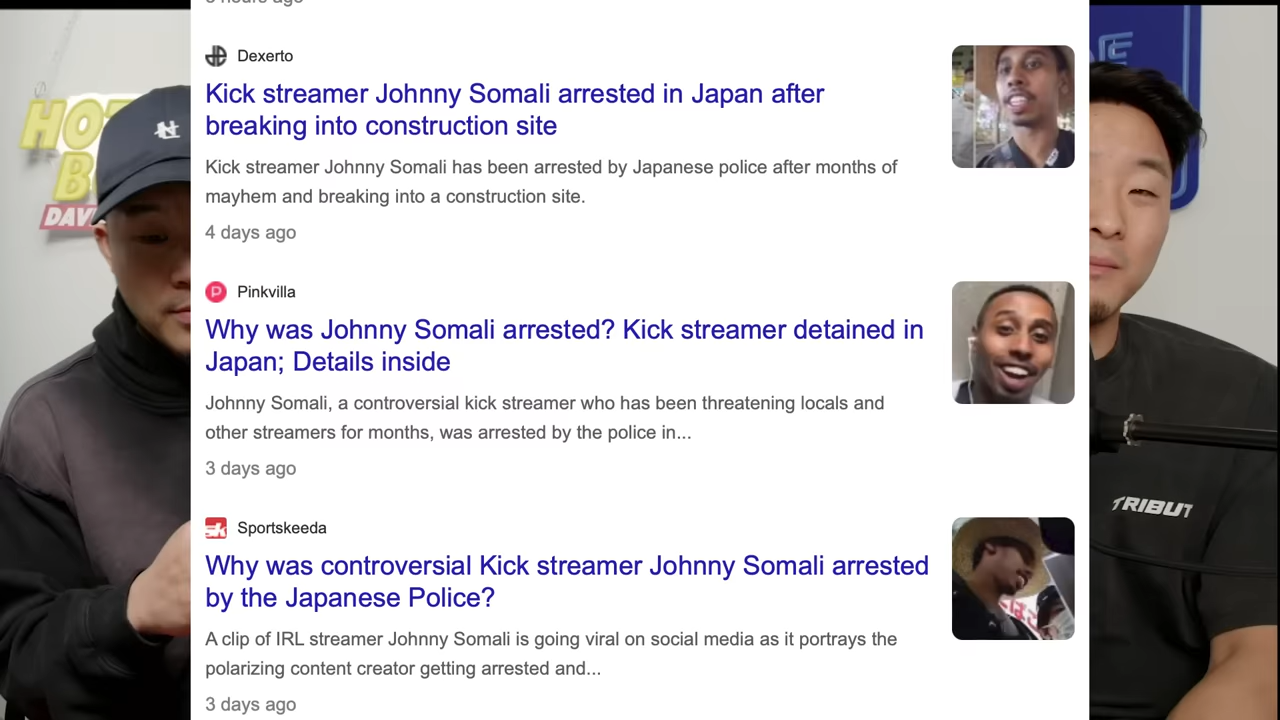 Dexerto
Kick streamer Johnny Somali arrested in Japan after
breaking into construction site
Kick streamer Johnny Somali has been arrested by Japanese police after months of
mayhem and breaking into a construction site.
4 days ago
Pinkvilla
Why was Johnny Somali arrested? Kick streamer detained in
Japan; Details inside
Johnny Somali, a controversial kick streamer who has been threatening locals and
other streamers for months, was arrested by the police in...
3 days ago
Sportskeeda
Why was controversial Kick streamer Johnny Somali arrested
by the Japanese Police?
A clip of IRL streamer Johnny Somali is going viral on social media as it portrays the
polarizing content creator getting arrested and...
3 days ago
HOT
B
DAV
TRIBUT